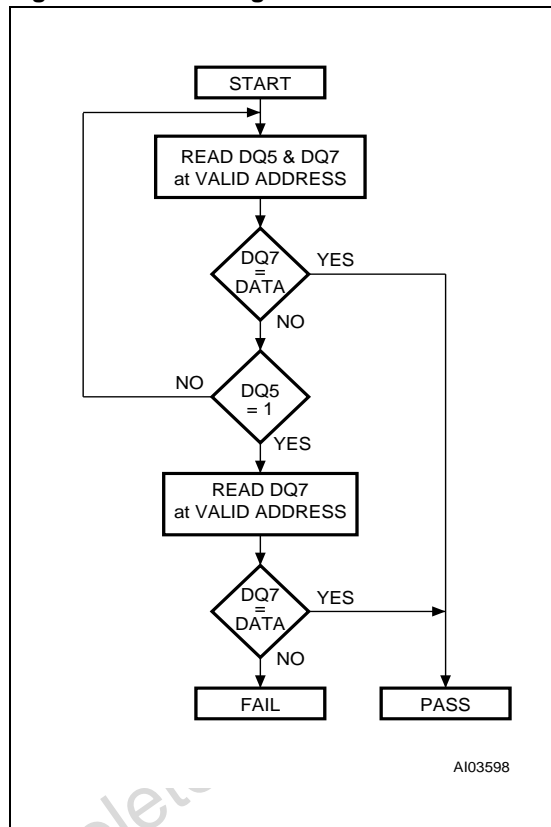 START
READ DQ5 & DQ7
at VALID ADDRESS
DQ7
=
DATA
YES
NO
NO
DQ5
= 1
YES
READ DQ7
at VALID ADDRESS
DQ7
=
DATA
YES
NO
FAIL
PASS
AI03598